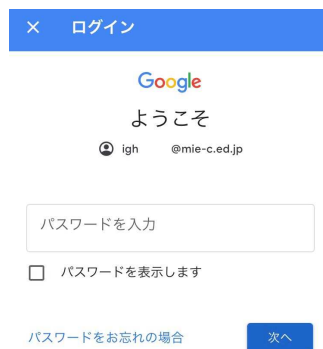 × ログイン
Google
ようこそ
igh @mie-c.ed.jp
パスワードを入力
パスワードを表示します
パスワードをお忘れの場合 次へ